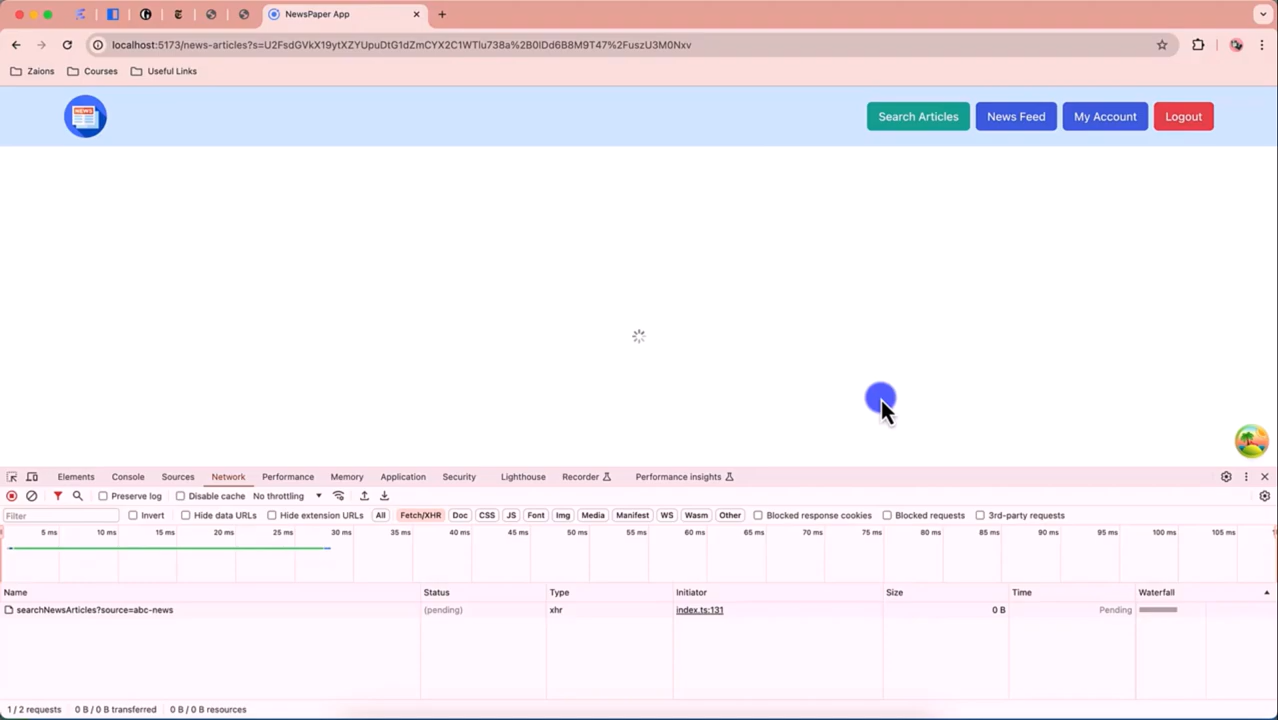 NewsPaper App
localhost:5173/news-articles?s=U2FsdGVkX19ytXZYUpuDtG1dZmCYX2C1WTlu738a%2B0lDd6B8M9T47%2FuszU3M0Nxv
Zaions Courses Useful Links
NEWS Search Articles News Feed My Account Logout
Elements Console Sources Network Performance Memory Application Security Lighthouse Recorder Performance insights
Preserve log Disable cache No throttling
Filter Invert Hide data URLs Hide extension URLs All Fetch/XHR Doc CSS JS Font Img Media Manifest WS Wasm Other Blocked response cookies Blocked requests 3rd-party requests
5 ms 10 ms 15 ms 20 ms 25 ms 30 ms 35 ms 40 ms 45 ms 50 ms 55 ms 60 ms 65 ms 70 ms 75 ms 80 ms 85 ms 90 ms 95 ms 100 ms 105 ms
Name Status Type Initiator Size Time Waterfall
searchNewsArticles?source=abc-news (pending) xhr index.ts:131 0 B Pending
1 / 2 requests 0 B / 0 B transferred 0 B / 0 B resources